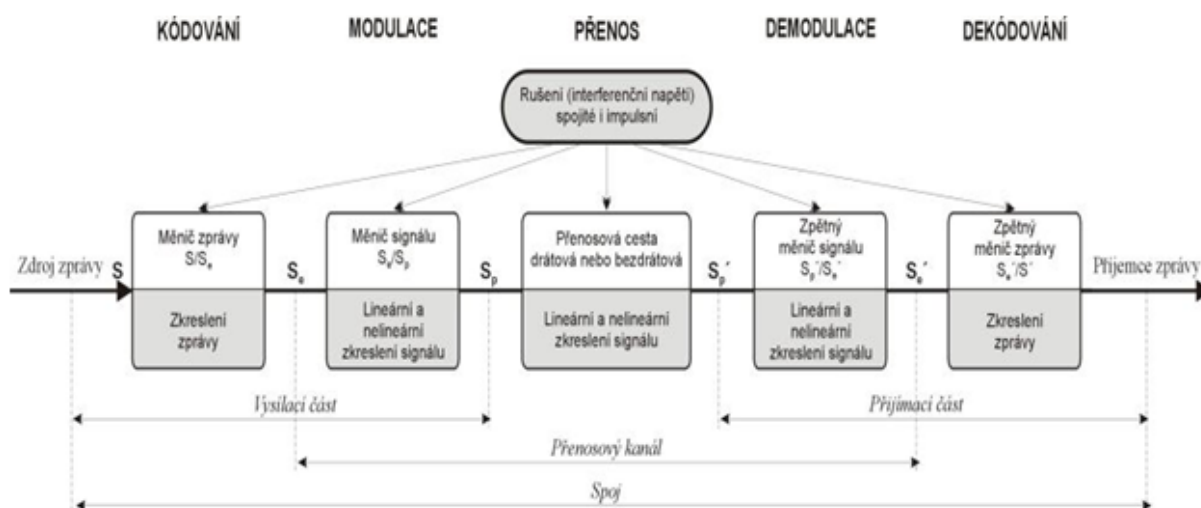 KÓDOVÁNÍ MODULACE PŘENOS DEMODULACE DEKÓDOVÁNÍ
Rušení (interferenční napětí)
spojité i impulsní
Zdroj zprávy
S
Měnič zprávy
S/Se
Zkreslení
zprávy
Se
Měnič signálu
Se/Sp
Lineární a
nelineární
zkreslení signálu
Sp
Přenosová cesta
drátová nebo bezdrátová
Lineární a nelineární
zkreslení signálu
Sp´
Zpětný
měnič signálu
Sp´/Se´
Lineární a
nelineární
zkreslení signálu
Se´
Zpětný
měnič zprávy
Se´/S´
Zkreslení
zprávy
Příjemce zprávy
Vysílací část
Přijímací část
Přenosový kanál
Spoj